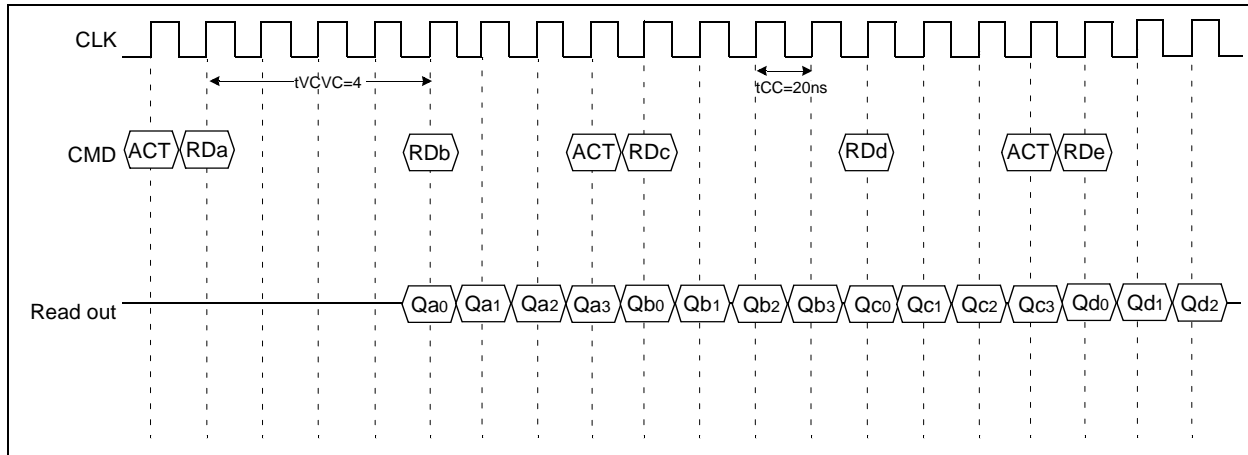 CLK
tVCVC=4
tCC=20ns
CMD ACT RDa RDb ACT RDc RDd ACT RDe
Read out Qa0 Qa1 Qa2 Qa3 Qb0 Qb1 Qb2 Qb3 Qc0 Qc1 Qc2 Qc3 Qd0 Qd1 Qd2